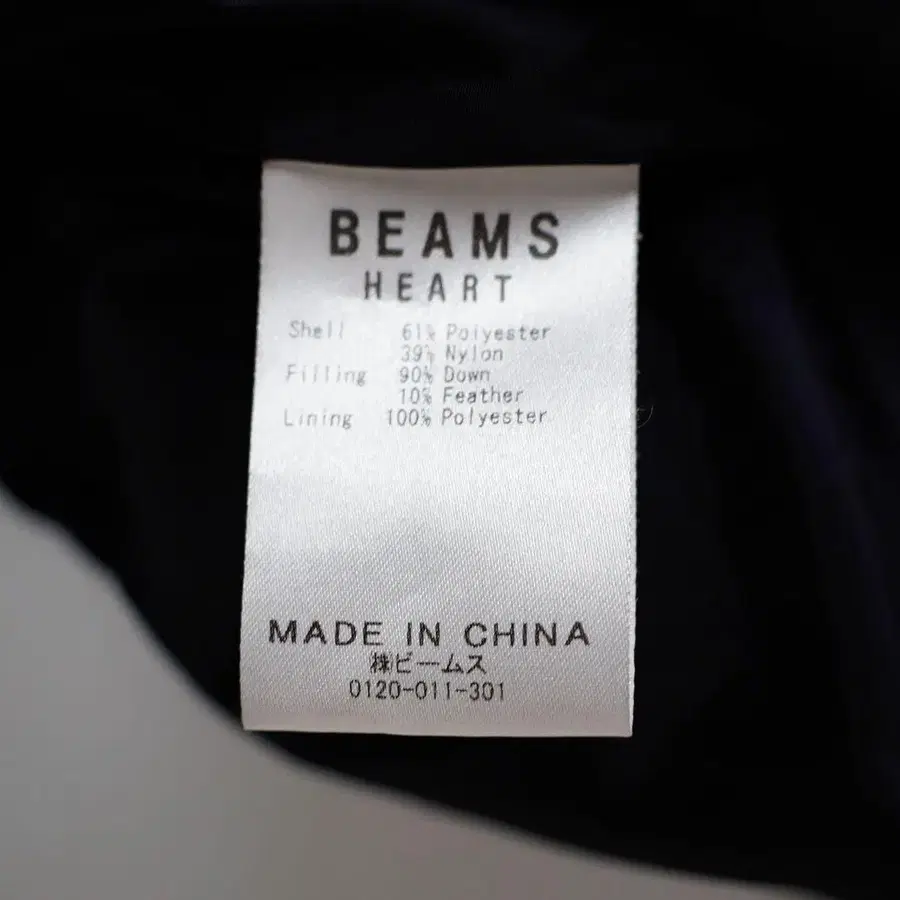 BEAMS
HEART
Shell 61% Polyester
39% Nylon
Filling 90% Down
10% Feather
Lining 100% Polyester
MADE IN CHINA
㈱ビームス
0120-011-301